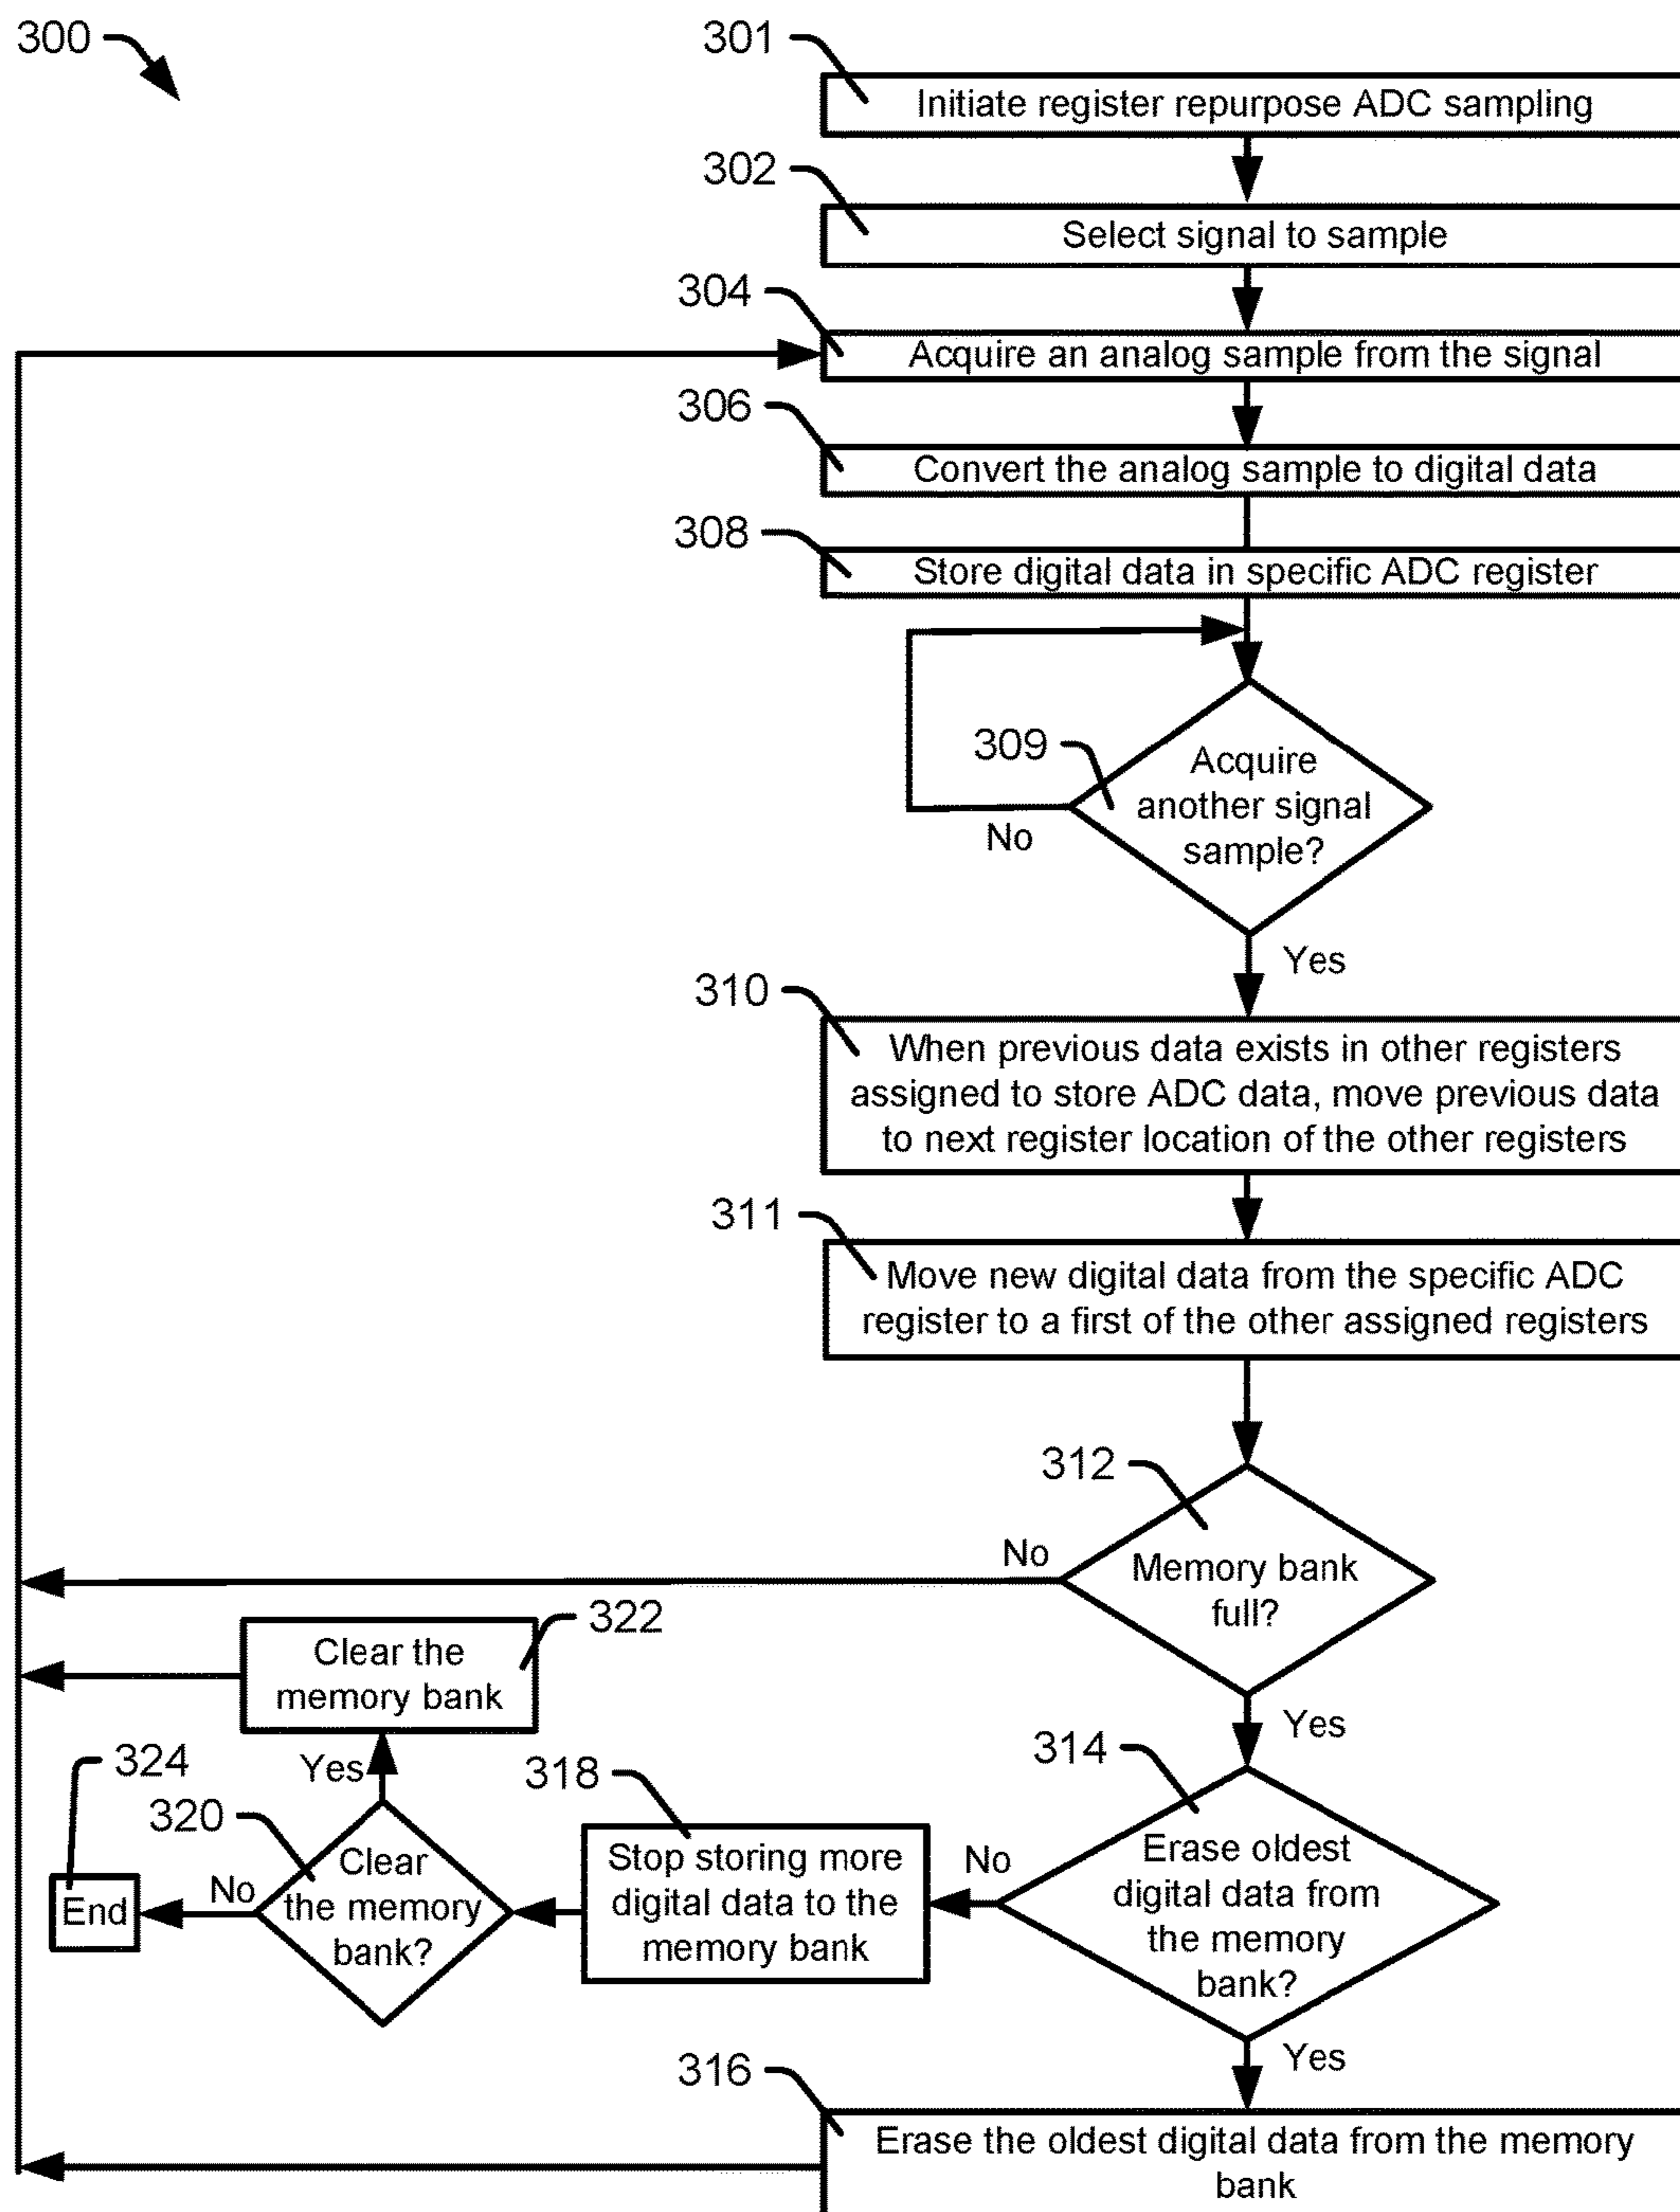 300
301
Initiate register repurpose ADC sampling
302
Select signal to sample
304
Acquire an analog sample from the signal
306
Convert the analog sample to digital data
308
Store digital data in specific ADC register
309
Acquire
another signal
sample?
No
Yes
310
When previous data exists in other registers
assigned to store ADC data, move previous data
to next register location of the other registers
311
Move new digital data from the specific ADC
register to a first of the other assigned registers
312
No
Memory bank
full?
Yes
322
Clear the
memory bank
314
Erase oldest
digital data from
the memory
bank?
No
318
Stop storing more
digital data to the
memory bank
320
Clear
the memory
bank?
Yes
No
324
End
Yes
316
Erase the oldest digital data from the memory
bank